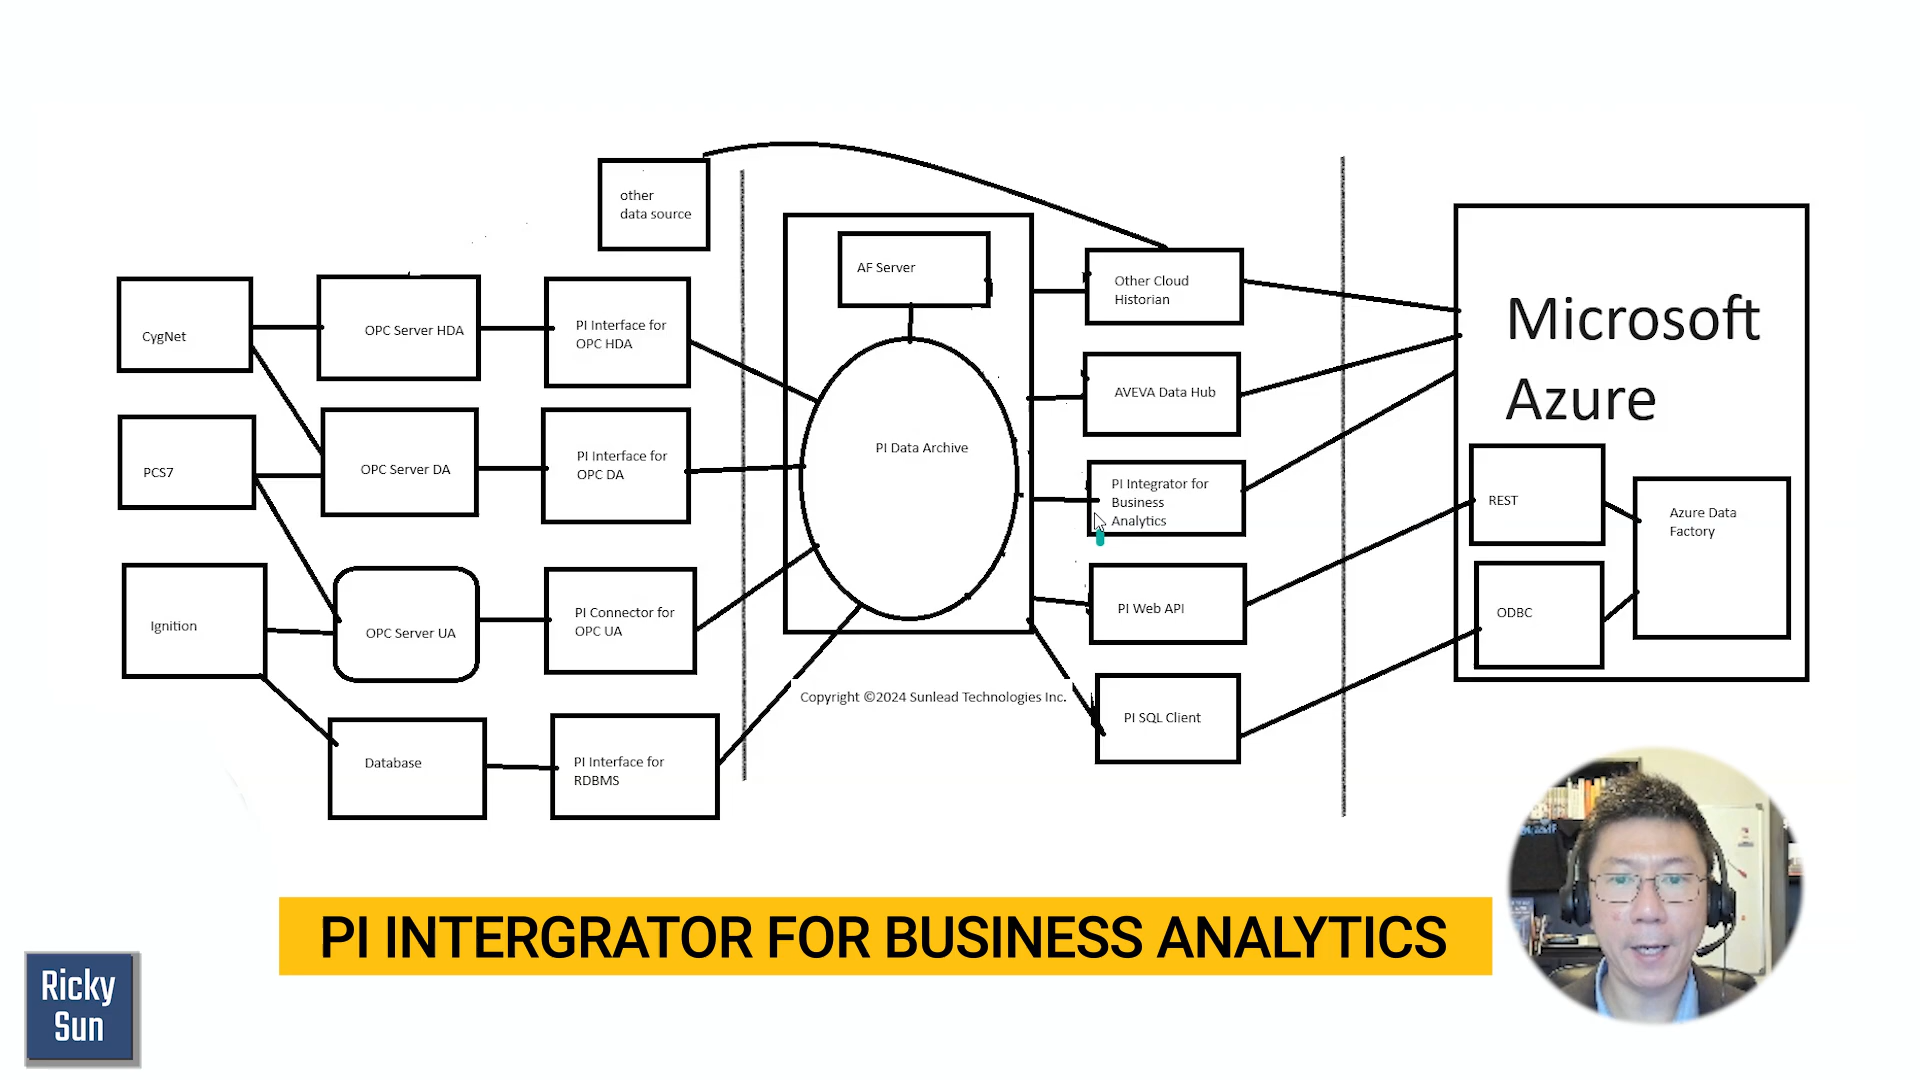 other
data source
AF Server
Other Cloud
Historian
CygNet
OPC Server HDA
PI Interface for
OPC HDA
AVEVA Data Hub
PI Data Archive
PCS7
OPC Server DA
PI Interface for
OPC DA
PI Integrator for
Business
Analytics
Microsoft
Azure
REST
Azure Data
Factory
ODBC
Ignition
OPC Server UA
PI Connector for
OPC UA
PI Web API
Copyright ©2024 Sunlead Technologies Inc.
PI SQL Client
Database
PI Interface for
RDBMS
PI INTERGRATOR FOR BUSINESS ANALYTICS
Ricky
Sun